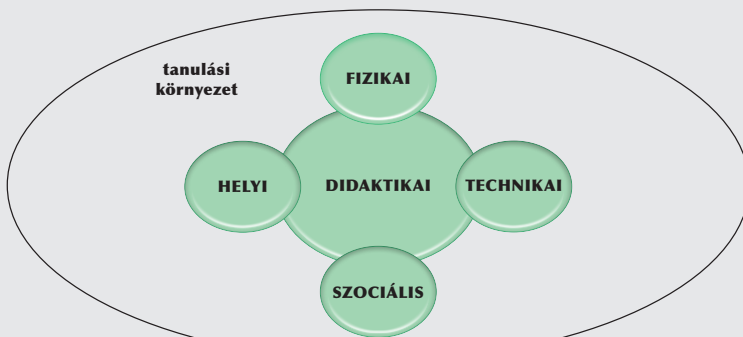 tanulási
környezet
FIZIKAI
HELYI
DIDAKTIKAI
TECHNIKAI
SZOCIÁLIS